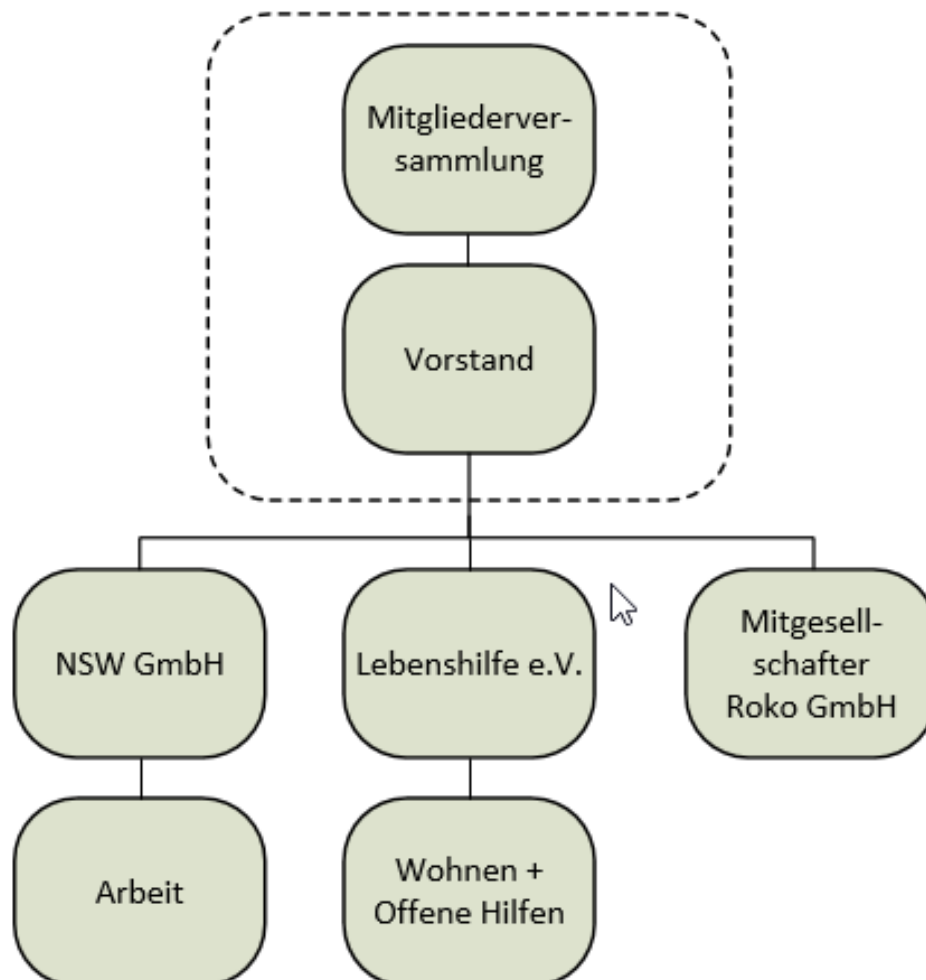 Mitgliederver-
sammlung
Vorstand
NSW GmbH
Lebenshilfe e.V.
Mitgesell-
schafter
Roko GmbH
Arbeit
Wohnen +
Offene Hilfen